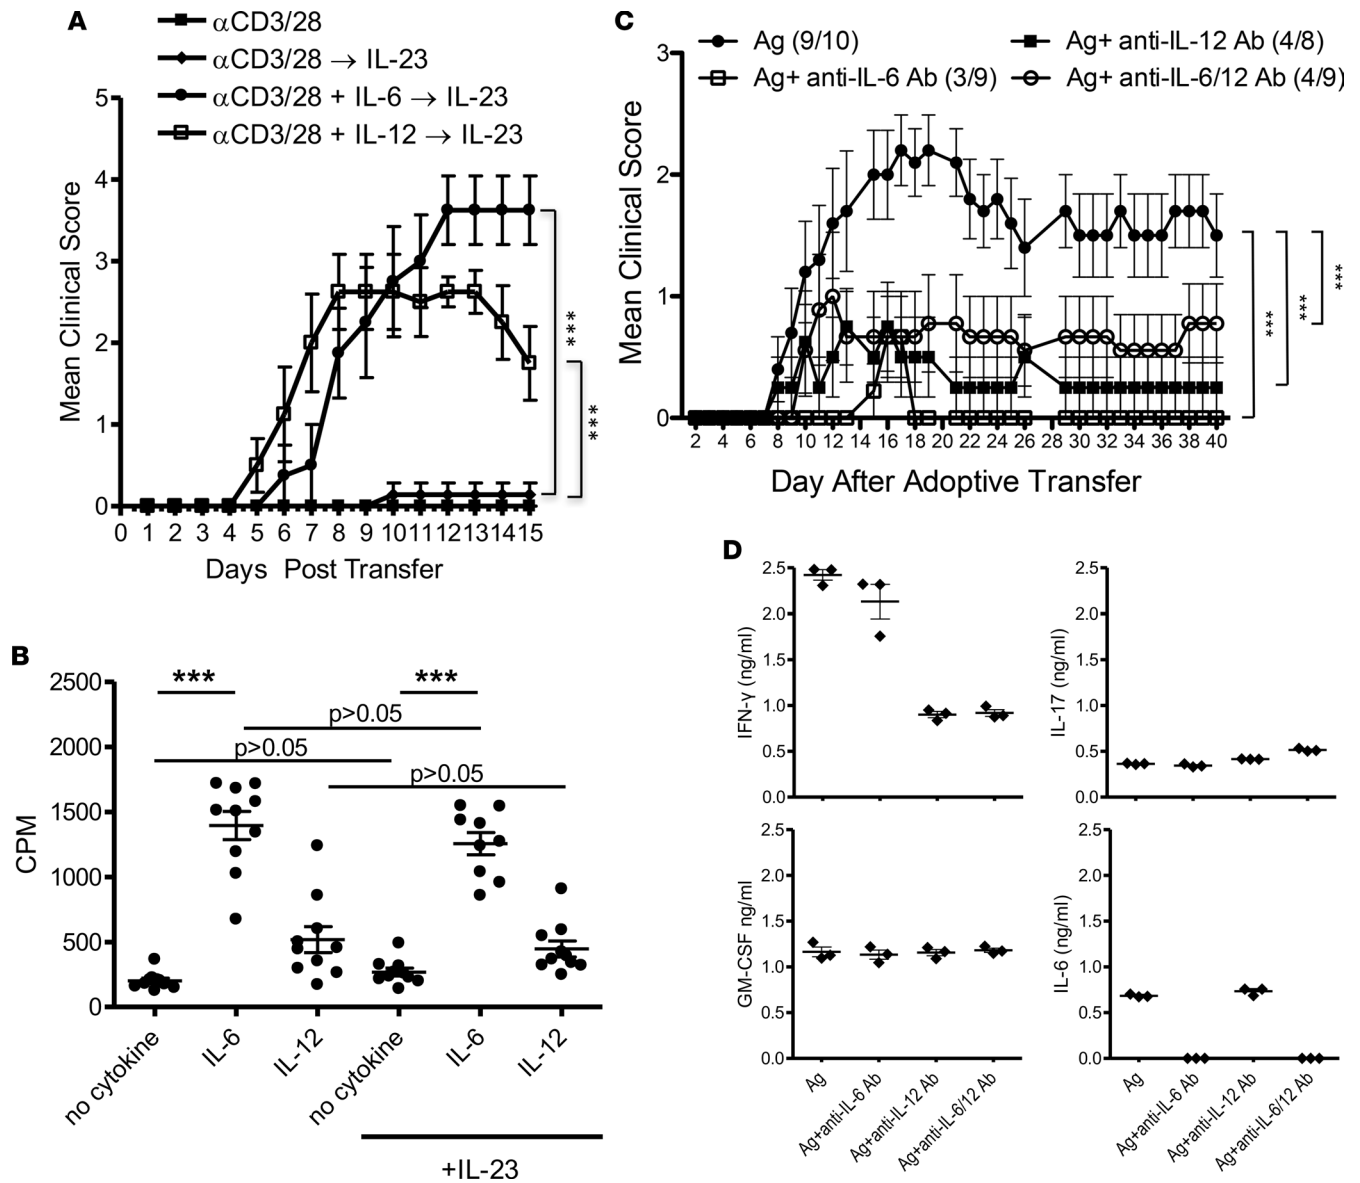 A
αCD3/28
αCD3/28 → IL-23
αCD3/28 + IL-6 → IL-23
αCD3/28 + IL-12 → IL-23
Mean Clinical Score
5
4
3
2
1
0
***
***
0 1 2 3 4 5 6 7 8 9 10 11 12 13 14 15
Days Post Transfer
C
Ag (9/10)
Ag+ anti-IL-12 Ab (4/8)
Ag+ anti-IL-6 Ab (3/9)
Ag+ anti-IL-6/12 Ab (4/9)
Mean Clinical Score
3
2
1
0
***
***
***
2 4 6 8 10 12 14 16 18 20 22 24 26 28 30 32 34 36 38 40
Day After Adoptive Transfer
B
CPM
2500
2000
1500
1000
500
0
*** ***
p>0.05
p>0.05
p>0.05
no cytokine
IL-6
IL-12
no cytokine
IL-6
IL-12
+IL-23
D
IFN-γ (ng/ml)
2.5
2.0
1.5
1.0
0.5
0.0
IL-17 (ng/ml)
2.5
2.0
1.5
1.0
0.5
0.0
GM-CSF ng/ml)
2.5
2.0
1.5
1.0
0.5
0.0
Ag
Ag+anti-IL-6 Ab
Ag+anti-IL-12 Ab
Ag+anti-IL-6/12 Ab
IL-6 (ng/ml)
2.5
2.0
1.5
1.0
0.5
0.0
Ag
Ag+anti-IL-6 Ab
Ag+anti-IL-12 Ab
Ag+anti-IL-6/12 Ab